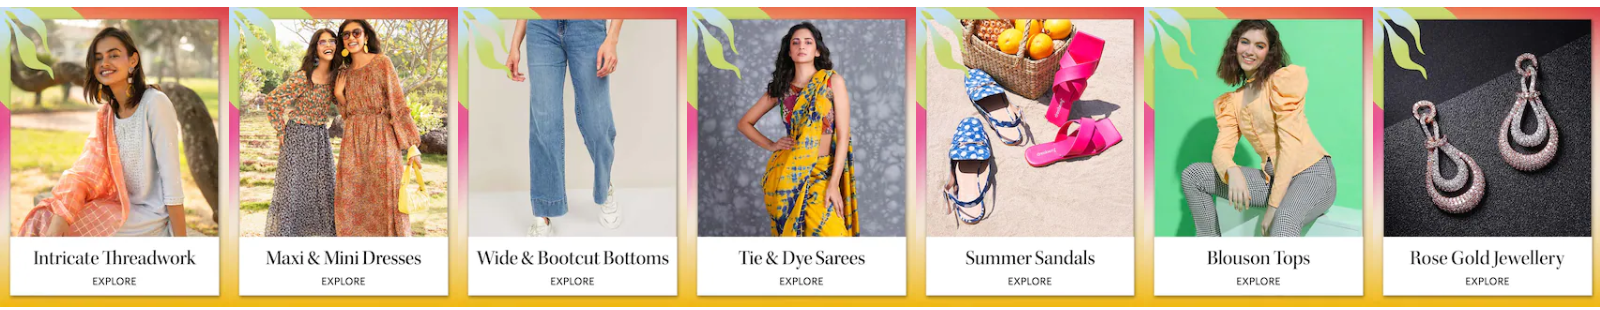 Intricate Threadwork
EXPLORE
Maxi & Mini Dresses
EXPLORE
Wide & Bootcut Bottoms
EXPLORE
Tie & Dye Sarees
EXPLORE
Summer Sandals
EXPLORE
Blouson Tops
EXPLORE
Rose Gold Jewellery
EXPLORE